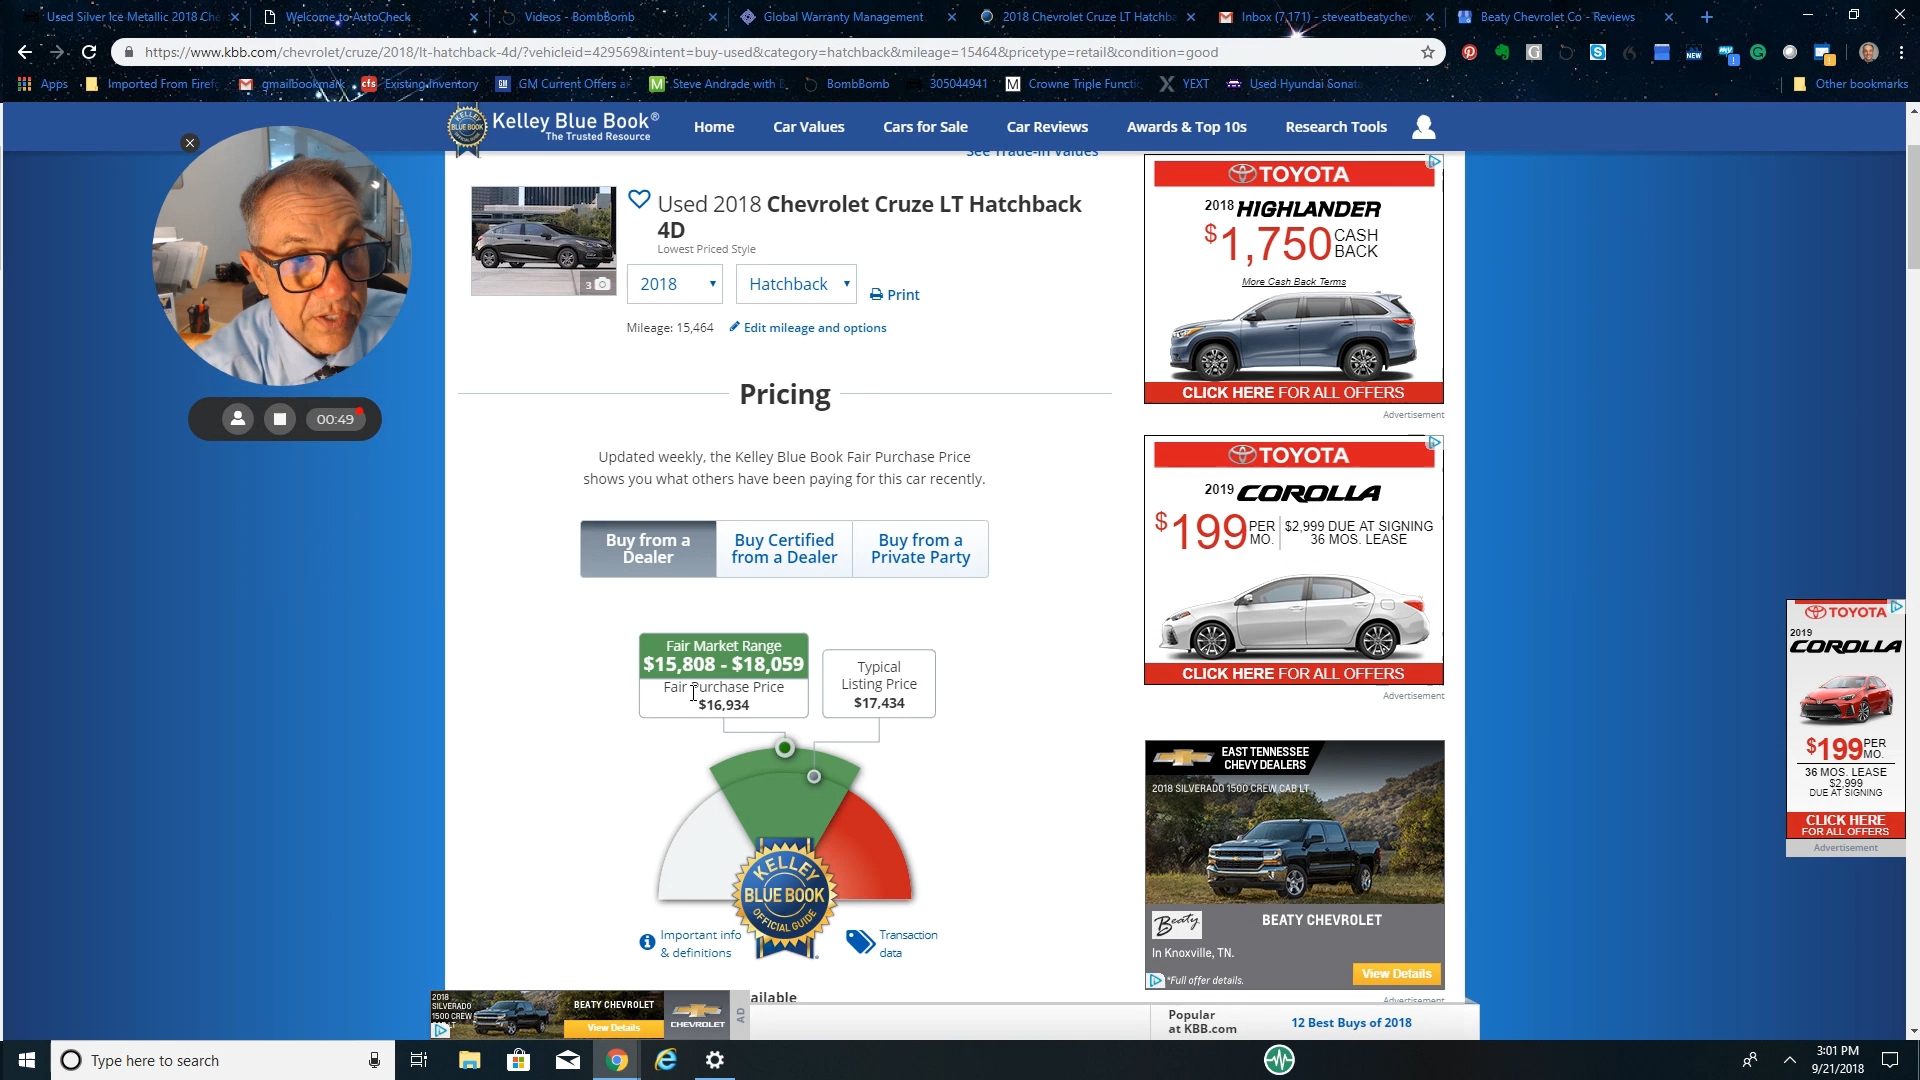 Used Silver Ice Metallic 2018 Che
Welcome to AutoCheck
Videos - BombBomb
Global Warranty Management
2018 Chevrolet Cruze LT Hatchba
Inbox (7,171) - steveatbeatychev
Beaty Chevrolet Co - Reviews
https://www.kbb.com/chevrolet/cruze/2018/lt-hatchback-4d/?vehicleid=429569&intent=buy-used&category=hatchback&mileage=15464&pricetype=retail&condition=good
Apps
Imported From Firef
gmailbookmark
cfs
Existing Inventory
GM Current Offers a
Steve Andrade with B
BombBomb
305044941
Crowne Triple Functi
YEXT
Used Hyundai Sonat
Other bookmarks
Kelley Blue Book®
The Trusted Resource
Home
Car Values
Cars for Sale
Car Reviews
Awards & Top 10s
Research Tools
See Trade-in Values
Used 2018 Chevrolet Cruze LT Hatchback
4D
Lowest Priced Style
3
2018
Hatchback
Print
Mileage: 15,464
Edit mileage and options
00:49
Pricing
Updated weekly, the Kelley Blue Book Fair Purchase Price
shows you what others have been paying for this car recently.
Buy from a
Dealer
Buy Certified
from a Dealer
Buy from a
Private Party
Fair Market Range
$15,808 - $18,059
Fair Purchase Price
$16,934
Typical
Listing Price
$17,434
KELLEY
BLUE BOOK
OFFICIAL GUIDE
Important info
& definitions
Transaction
data
ailable
TOYOTA
2018 HIGHLANDER
$1,750 CASH
BACK
More Cash Back Terms
CLICK HERE FOR ALL OFFERS
Advertisement
TOYOTA
2019 COROLLA
$199 PER
MO.
$2,999 DUE AT SIGNING
36 MOS. LEASE
CLICK HERE FOR ALL OFFERS
Advertisement
EAST TENNESSEE
CHEVY DEALERS
2018 SILVERADO 1500 CREW CAB LT
Beaty
BEATY CHEVROLET
In Knoxville, TN.
*Full offer details.
View Details
Advertisement
TOYOTA
2019
COROLLA
$199 PER
MO.
36 MOS. LEASE
$2,999
DUE AT SIGNING
CLICK HERE
FOR ALL OFFERS
Advertisement
2018
SILVERADO
1500 CREW
BEATY CHEVROLET
View Details
CHEVROLET
AD
Popular
at KBB.com
12 Best Buys of 2018
Type here to search
3:01 PM
9/21/2018